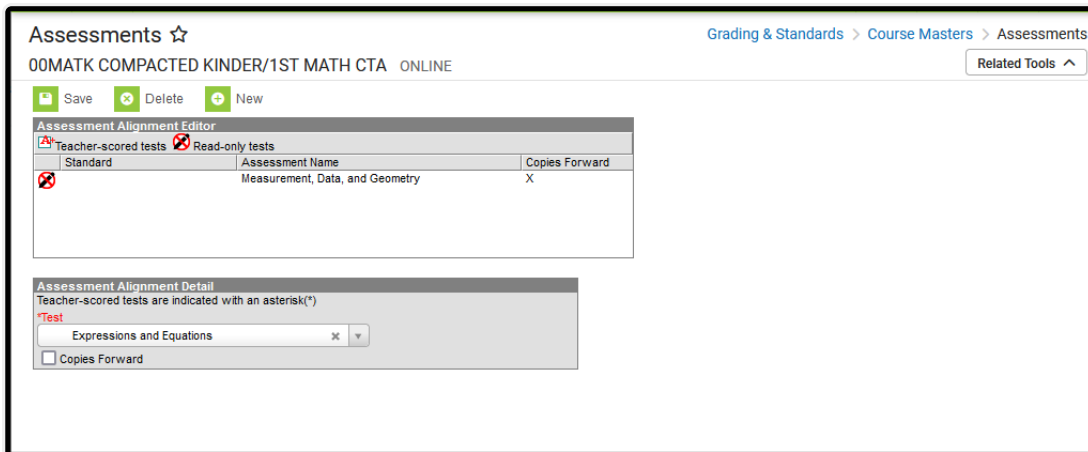 Assessments
Grading & Standards > Course Masters > Assessments
00MATK COMPACTED KINDER/1ST MATH CTA ONLINE
Related Tools
Save Delete New
Assessment Alignment Editor
A+ Teacher-scored tests Read-only tests
Standard Assessment Name Copies Forward
Measurement, Data, and Geometry X
Assessment Alignment Detail
Teacher-scored tests are indicated with an asterisk(*)
*Test
Expressions and Equations
Copies Forward